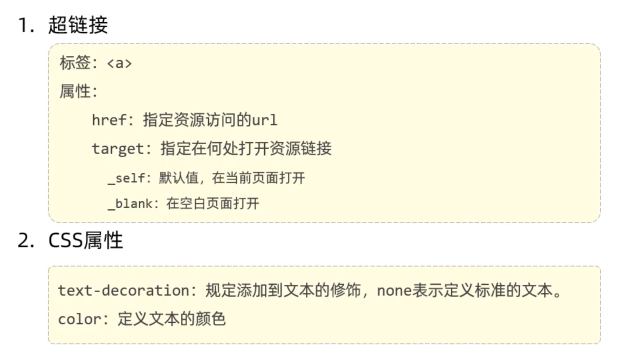 1. 超链接
标签：<a>
属性：
href：指定资源访问的url
target：指定在何处打开资源链接
_self：默认值，在当前页面打开
_blank：在空白页面打开
2. CSS属性
text-decoration：规定添加到文本的修饰，none表示定义标准的文本。
color：定义文本的颜色